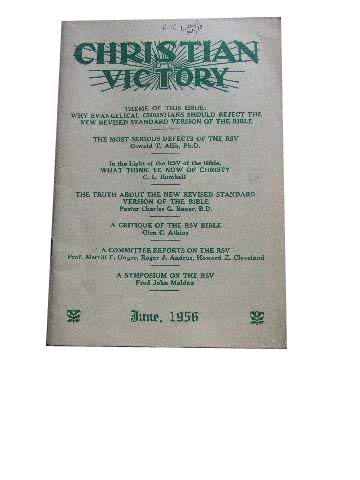 CHRISTIAN
VICTORY
THEME OF THIS ISSUE:
WHY EVANGELICAL CHRISTIANS SHOULD REJECT THE
NEW REVISED STANDARD VERSION OF THE BIBLE
THE MOST SERIOUS DEFECTS OF THE RSV
Oswald T. Allis, Ph.D.
In the Light of the RSV of the Bible,
WHAT THINK YE NOW OF CHRIST?
THE TRUTH ABOUT THE NEW REVISED STANDARD
VERSION OF THE BIBLE
Pastor Charles G. Bauer, B.D.
A CRITIQUE OF THE RSV BIBLE
Glen C. Atkins
A COMMITTEE REPORTS ON THE RSV
Prof. Merrill F. Unger, Roger J. Andrus, Howard Z. Cleveland
A SYMPOSIUM ON THE RSV
Fred John Meldau
June, 1956